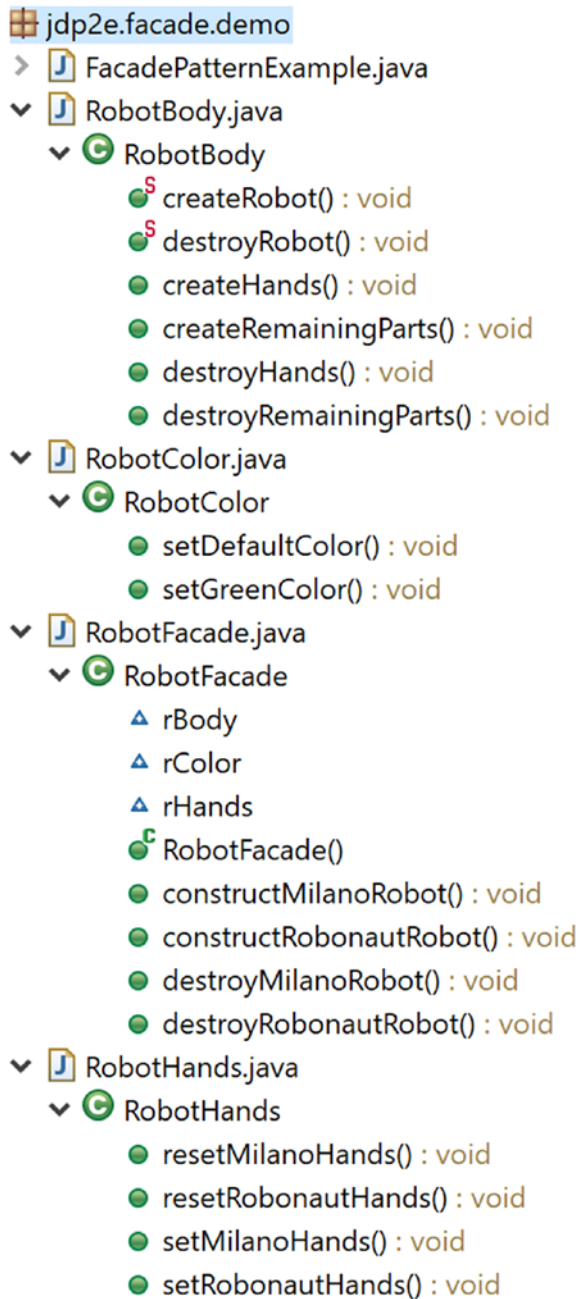 jdp2e.facade.demo
FacadePatternExample.java
RobotBody.java
RobotBody
createRobot() : void
destroyRobot() : void
createHands() : void
createRemainingParts() : void
destroyHands() : void
destroyRemainingParts() : void
RobotColor.java
RobotColor
setDefaultColor() : void
setGreenColor() : void
RobotFacade.java
RobotFacade
rBody
rColor
rHands
RobotFacade()
constructMilanoRobot() : void
constructRobonautRobot() : void
destroyMilanoRobot() : void
destroyRobonautRobot() : void
RobotHands.java
RobotHands
resetMilanoHands() : void
resetRobonautHands() : void
setMilanoHands() : void
setRobonautHands() : void